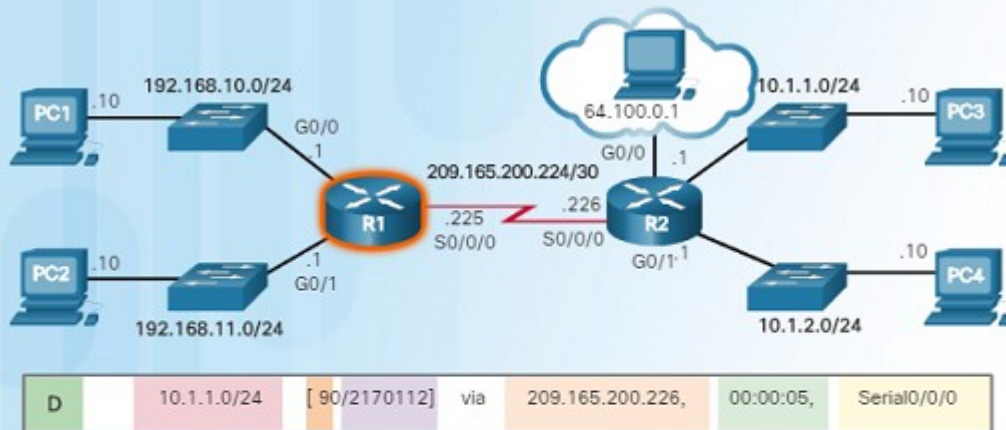 192.168.10.0/24
PC1
.10
G0/0
.1
64.100.0.1
10.1.1.0/24
.10
PC3
G0/0
.1
209.165.200.224/30
R1
.225
S0/0/0
.226
S0/0/0
R2
PC2
.10
.1
G0/1
192.168.11.0/24
G0/1
.1
.10
PC4
10.1.2.0/24
D 10.1.1.0/24 [ 90/2170112] via 209.165.200.226, 00:00:05, Serial0/0/0